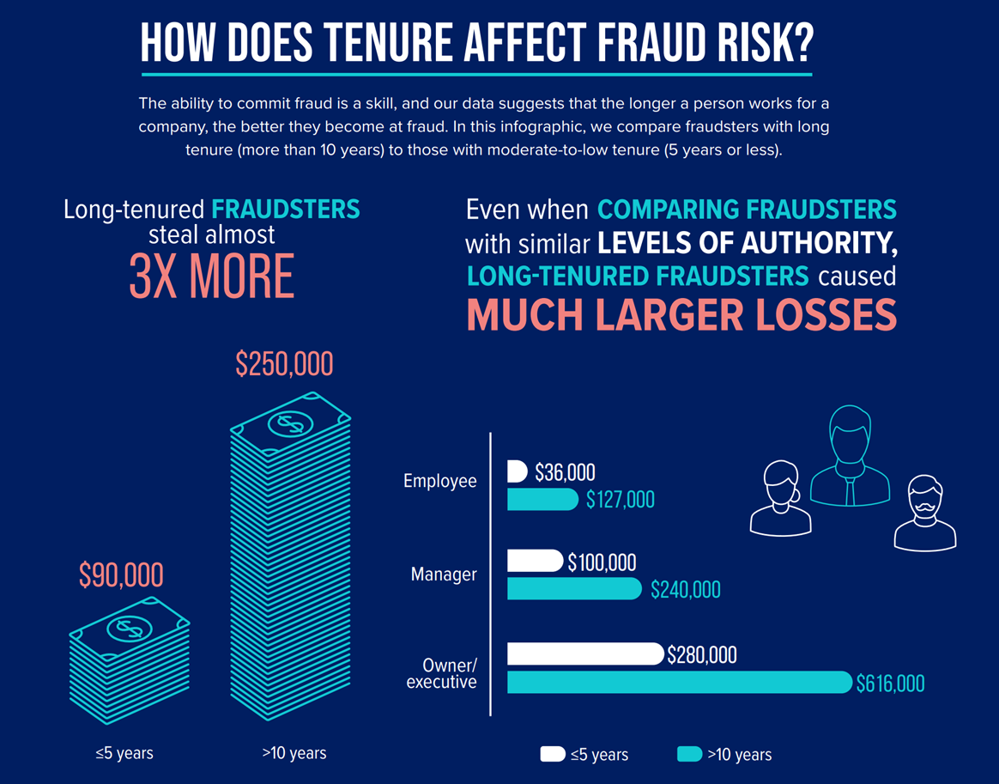 HOW DOES TENURE AFFECT FRAUD RISK?
The ability to commit fraud is a skill, and our data suggests that the longer a person works for a
company, the better they become at fraud. In this infographic, we compare fraudsters with long
tenure (more than 10 years) to those with moderate-to-low tenure (5 years or less).
Long-tenured FRAUDSTERS
steal almost
3X MORE
$250,000
$90,000
≤5 years
>10 years
Even when COMPARING FRAUDSTERS
with similar LEVELS OF AUTHORITY,
LONG-TENURED FRAUDSTERS caused
MUCH LARGER LOSSES
Employee
$36,000
$127,000
Manager
$100,000
$240,000
Owner/
executive
$280,000
$616,000
≤5 years
>10 years